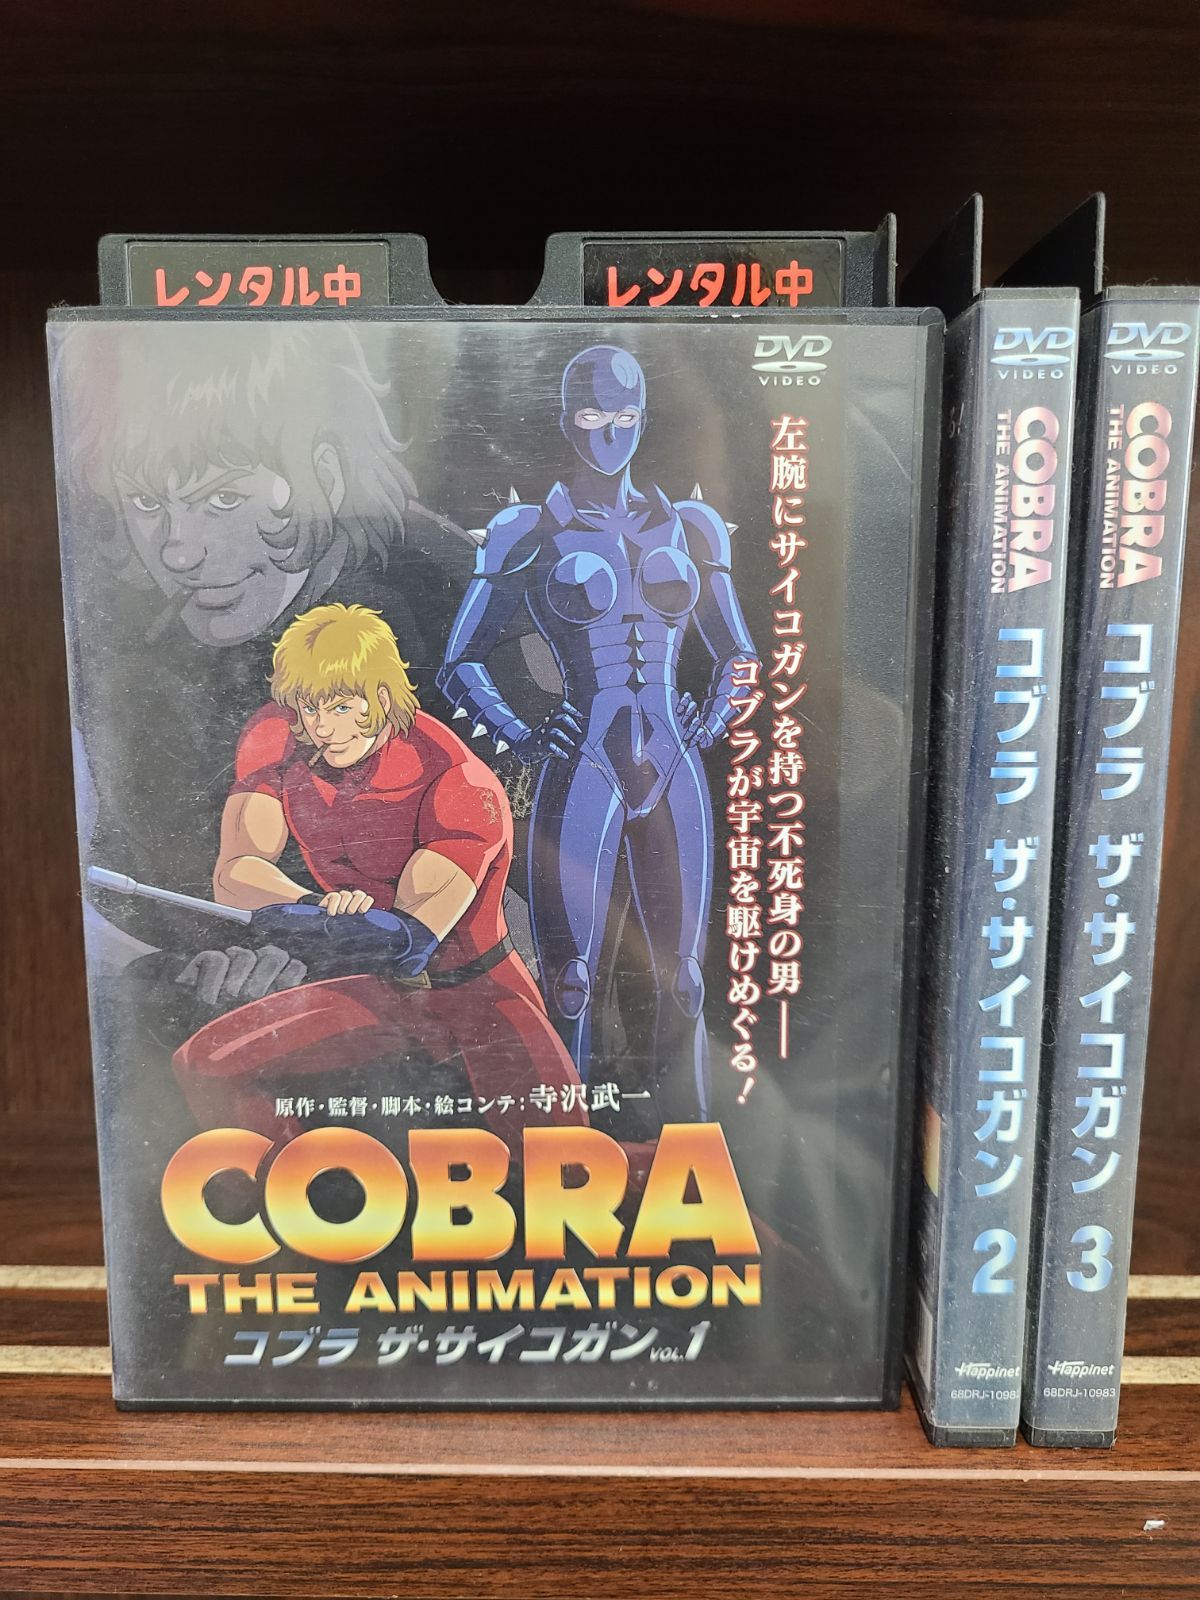 レンタル中
レンタル中
DVD
VIDEO
左腕にサイコガンを持つ不死身の男——
コブラが宇宙を駆けめぐる！
原作・監督・脚本・絵コンテ：寺沢武一
COBRA
THE ANIMATION
コブラ ザ・サイコガン VOL.1
DVD
VIDEO
COBRA
THE ANIMATION
コブラ ザ・サイコガン 2
Happinet
68DRJ-1098
DVD
VIDEO
COBRA
THE ANIMATION
コブラ ザ・サイコガン 3
Happinet
68DRJ-10983